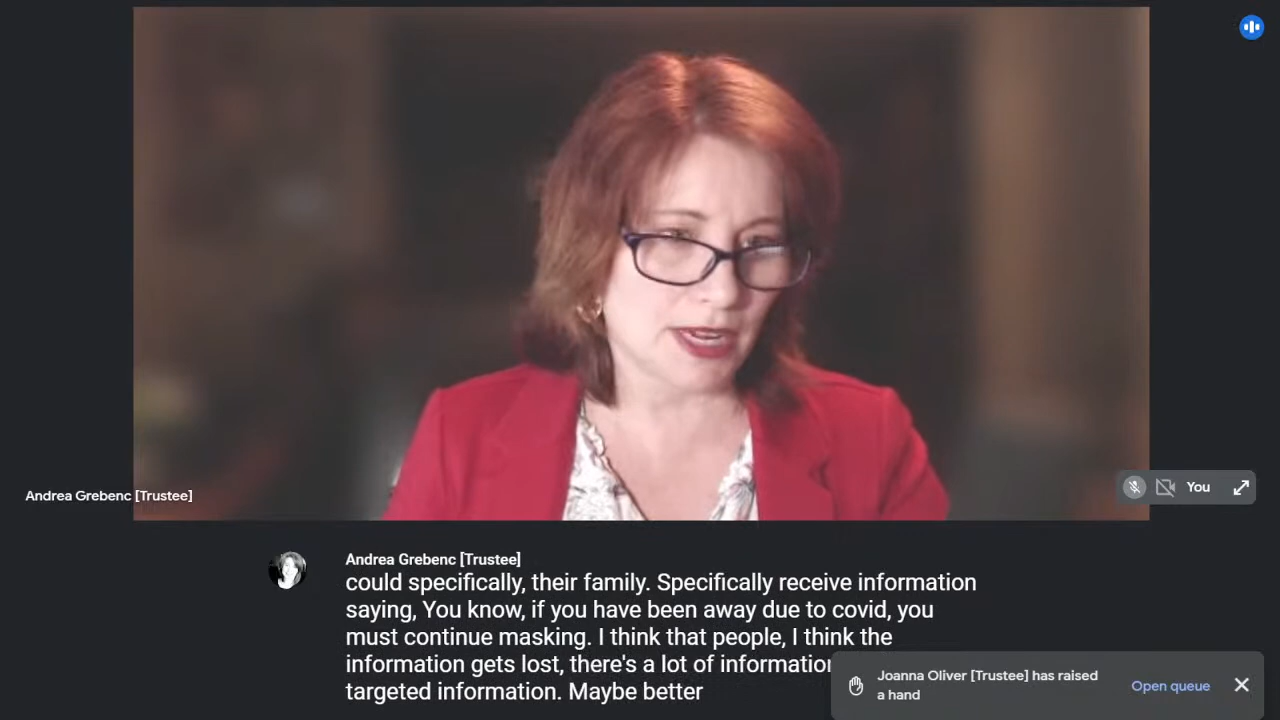 Andrea Grebenc [Trustee]
You
Andrea Grebenc [Trustee]
could specifically, their family. Specifically receive information
saying, You know, if you have been away due to covid, you
must continue masking. I think that people, I think the
information gets lost, there's a lot of information
targeted information. Maybe better
Joanna Oliver [Trustee] has raised
a hand
Open queue